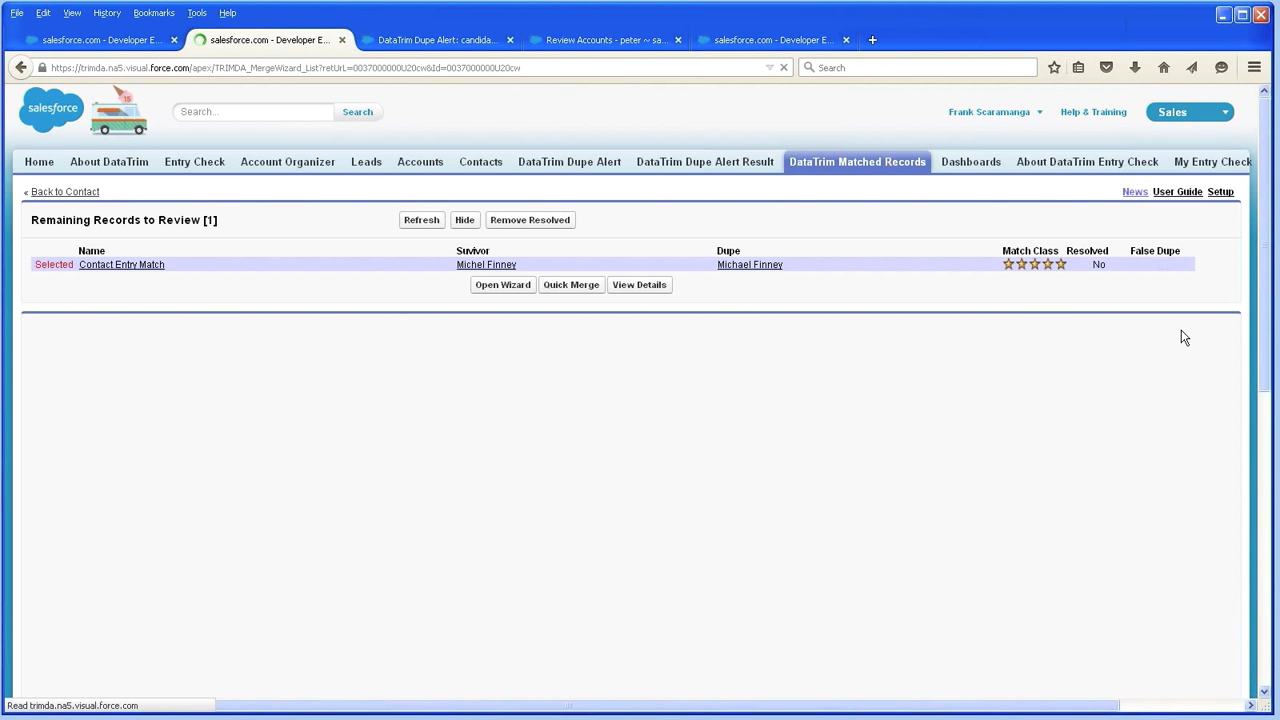 File Edit View History Bookmarks Tools Help
salesforce.com - Developer E... × salesforce.com - Developer E... × DataTrim Dupe Alert: candida... × Review Accounts - peter ~ sa... × salesforce.com - Developer E... × +
https://trimda.na5.visual.force.com/apex/TRIMDA_MergeWizard_List?retUrL=0037000000U20cw&Id=0037000000U20cw Search
salesforce Search... Search Frank Scaramanga Help & Training Sales
Home About DataTrim Entry Check Account Organizer Leads Accounts Contacts DataTrim Dupe Alert DataTrim Dupe Alert Result DataTrim Matched Records Dashboards About DataTrim Entry Check My Entry Check
« Back to Contact News User Guide Setup
Remaining Records to Review [1] Refresh Hide Remove Resolved
Name Suvivor Dupe Match Class Resolved False Dupe
Selected Contact Entry Match Michel Finney Michael Finney No
Open Wizard Quick Merge View Details
Read trimda.na5.visual.force.com